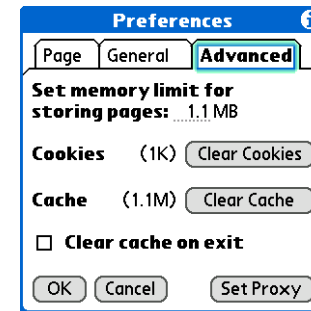 Preferences i
Page General Advanced
Set memory limit for
storing pages: 1.1 MB
Cookies (1K) Clear Cookies
Cache (1.1M) Clear Cache
Clear cache on exit
OK Cancel Set Proxy